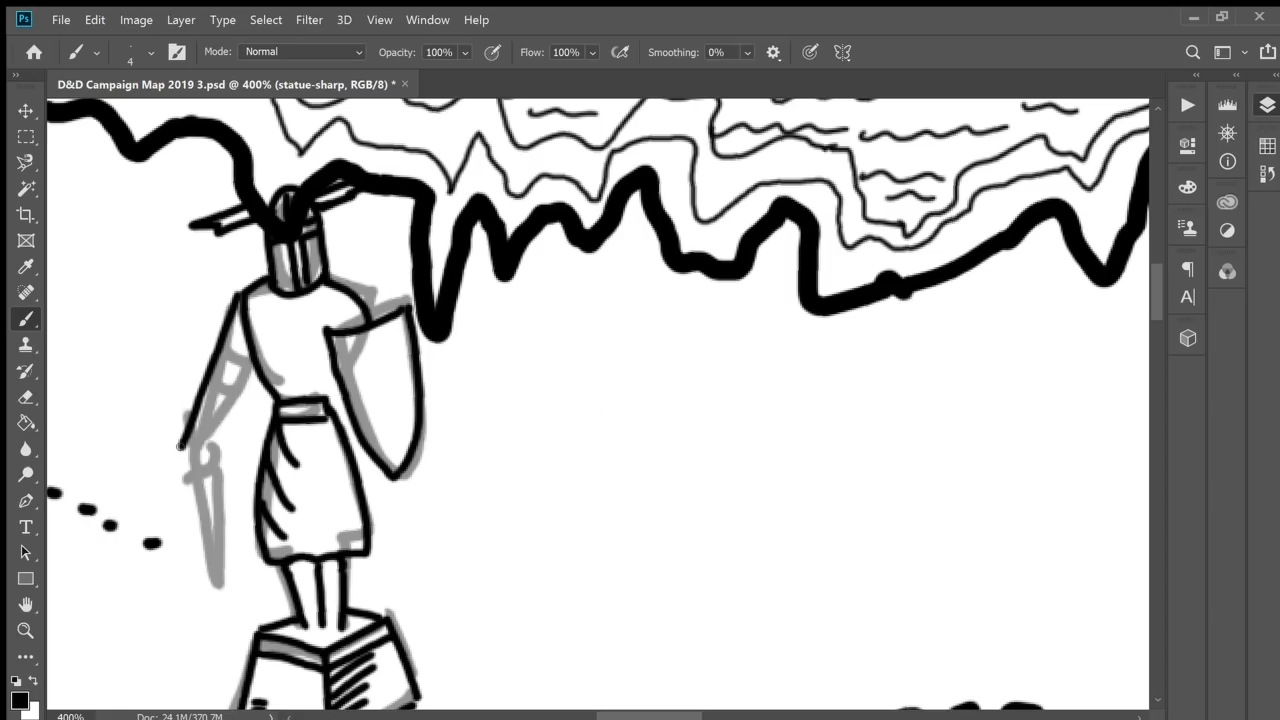 Ps File Edit Image Layer Type Select Filter 3D View Window Help
4 Mode: Normal Opacity: 100% Flow: 100% Smoothing: 0%
D&D Campaign Map 2019 3.psd @ 400% (statue-sharp, RGB/8) *
400% Doc: 24.1M/370.7M